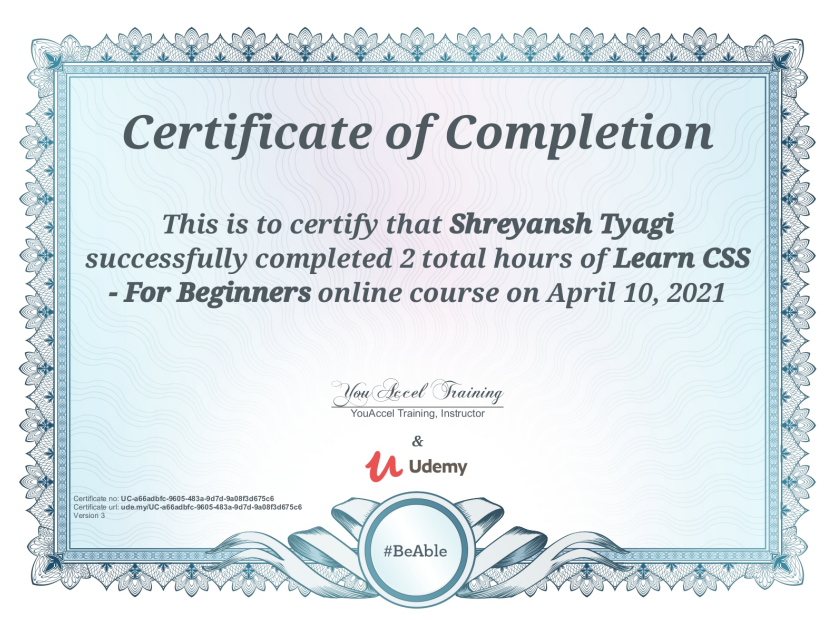 Certificate of Completion
This is to certify that Shreyansh Tyagi
successfully completed 2 total hours of Learn CSS
- For Beginners online course on April 10, 2021
You Accel Training
YouAccel Training, Instructor
&
Udemy
Certificate no: UC-a66adbfc-9605-483a-9d7d-9a08f3d675c6
Certificate url: ude.my/UC-a66adbfc-9605-483a-9d7d-9a08f3d675c6
Version 3
#BeAble